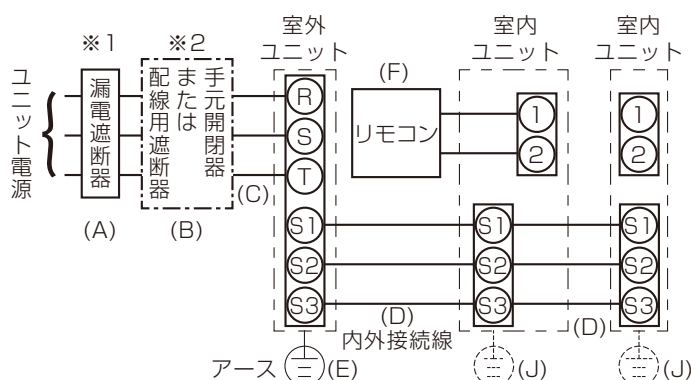 ※1
※2
室外
ユニット
室内
ユニット
室内
ユニット
ユニット電源
漏電遮断器
手元開閉器
または
配線用遮断器
(F)
リモコン
R
S
T
1
2
1
2
(A)
(B)
(C)
S1
S2
S3
S1
S2
S3
S1
S2
S3
(D)
(D)
内外接続線
アース
(E)
(J)
(J)